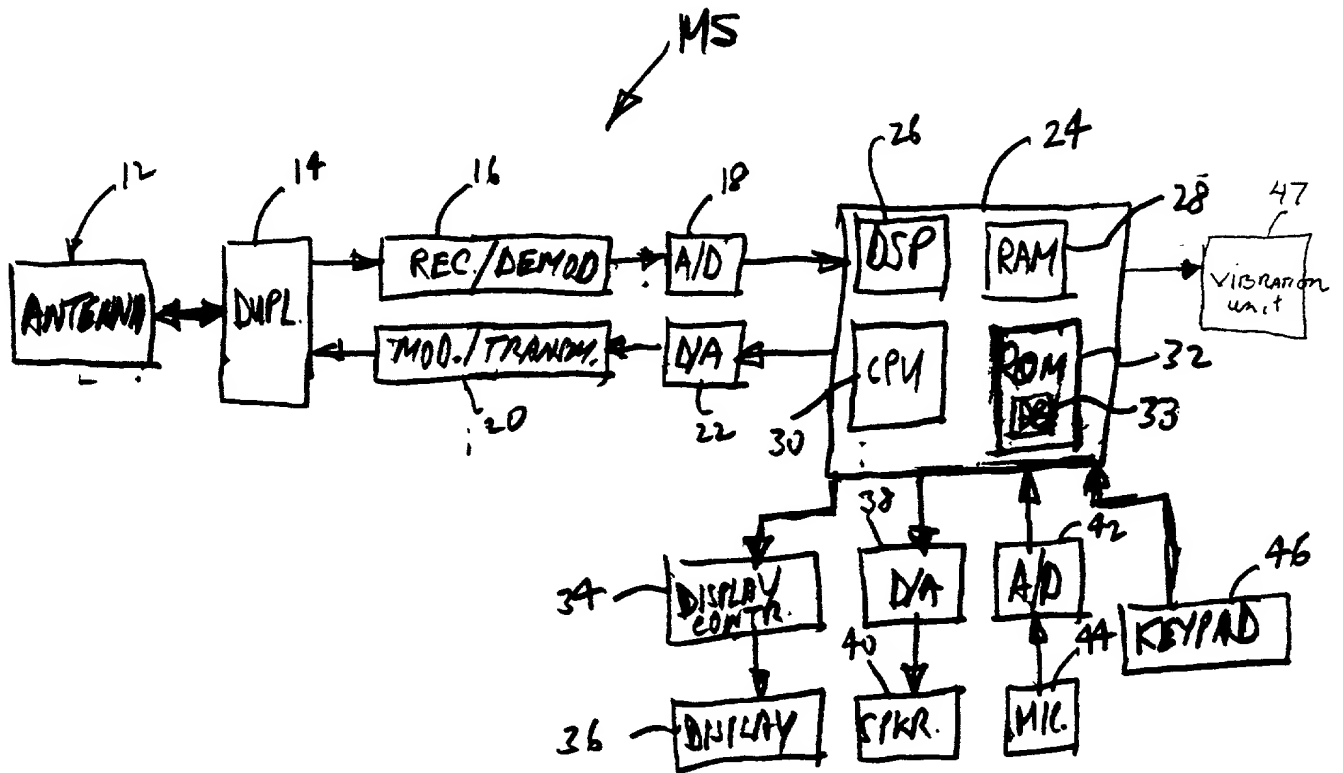 MS
12
14
16
18
26
24
28
47
ANTENNA
DUPL.
REC./DEMOD
A/D
DSP
RAM
VIBRATION
unit
MOD./TRANSM.
D/A
CPU
ROM
32
33
20
22
30
38
42
46
34
DISPLAY
CONTR.
D/A
A/D
KEYPAD
40
44
36
DISPLAY
SPKR.
MIC.